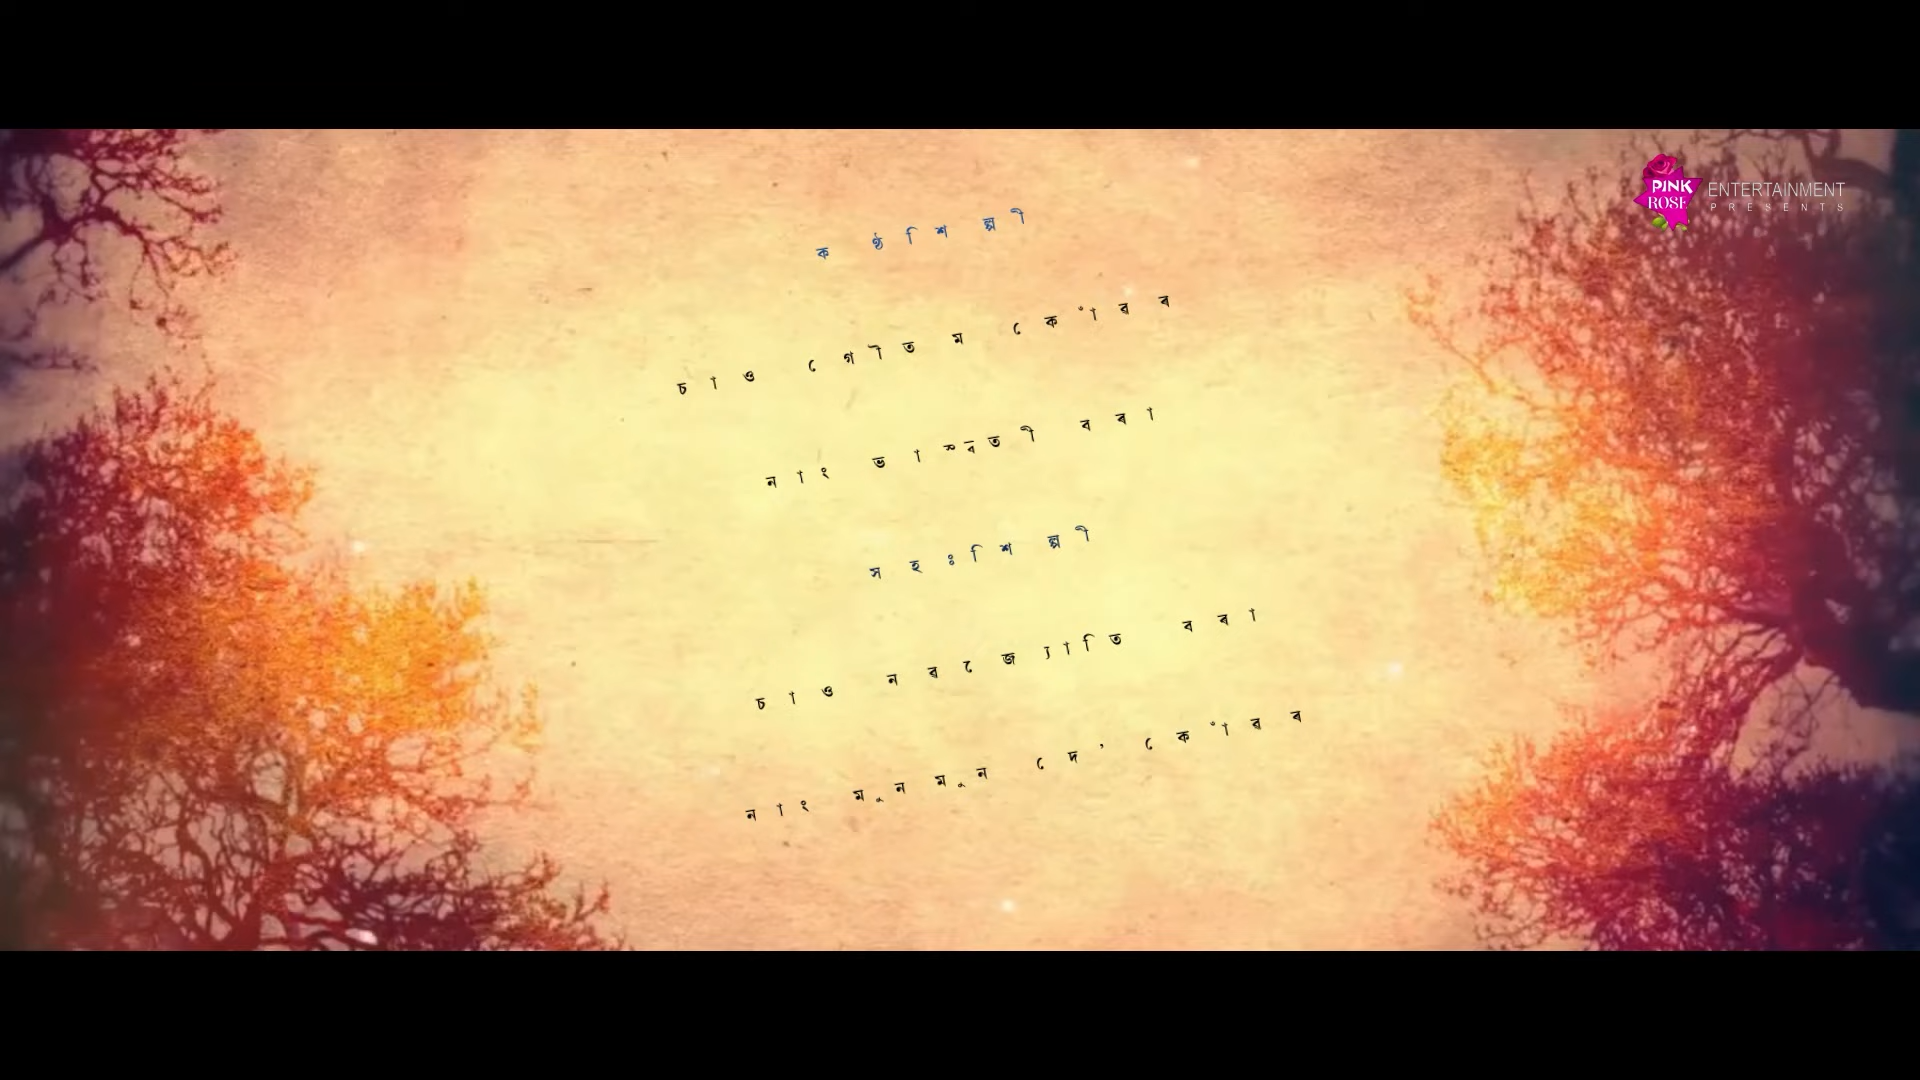 কণ্ঠশিল্পী
চাও গৌতম কোঁৱৰ
নাং ভাস্বতী বৰা
সহঃশিল্পী
চাও নৱজ্যোতি বৰা
নাং মুনমুন দে’ কোঁৱৰ
PINK ROSE ENTERTAINMENT
PRESENTS